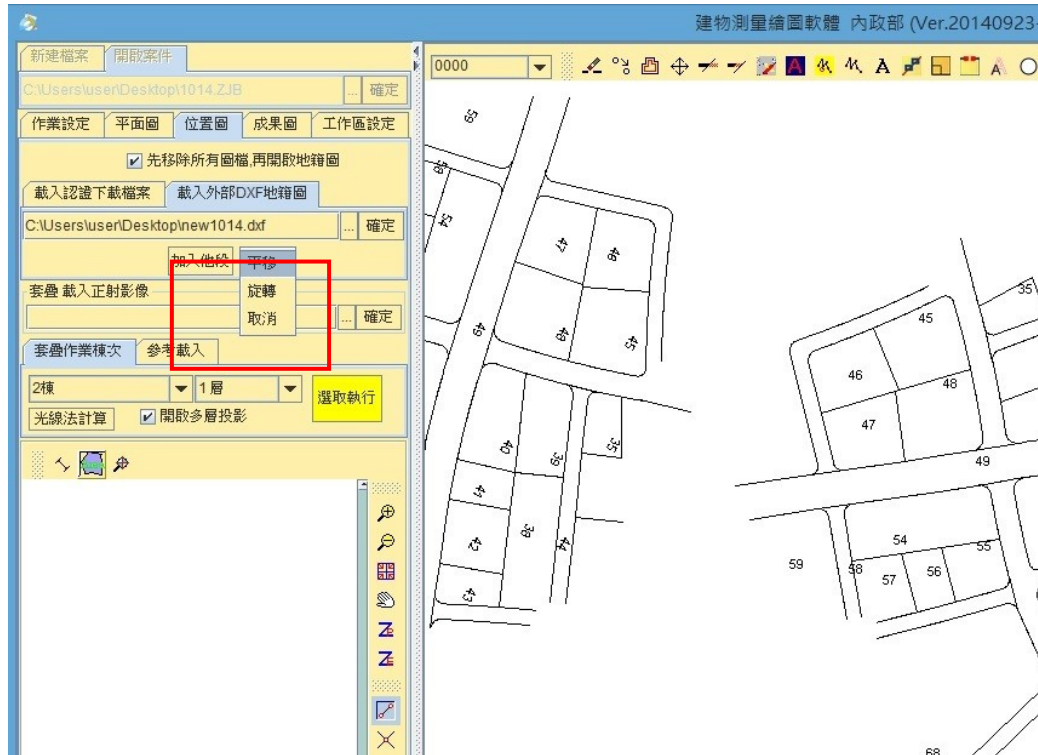 建物測量繪圖軟體 內政部 (Ver.20140923-
新建檔案 開啟案件
C:\Users\user\Desktop\1014.ZJB ... 確定
作業設定 平面圖 位置圖 成果圖 工作區設定
先移除所有圖檔,再開啟地籍圖
載入認證下載檔案 載入外部DXF地籍圖
C:\Users\user\Desktop\new1014.dxf ... 確定
加入他段 平移
旋轉
取消
套疊 載入正射影像
... 確定
套疊作業棟次 參考載入
2棟 1層 選取執行
光線法計算 開啟多層投影
0000
59
58
54
47
46
49
48
45
40
39
35
41
38
42
44
43
35
45
46
48
47
49
54
55
59
58
57
56
68